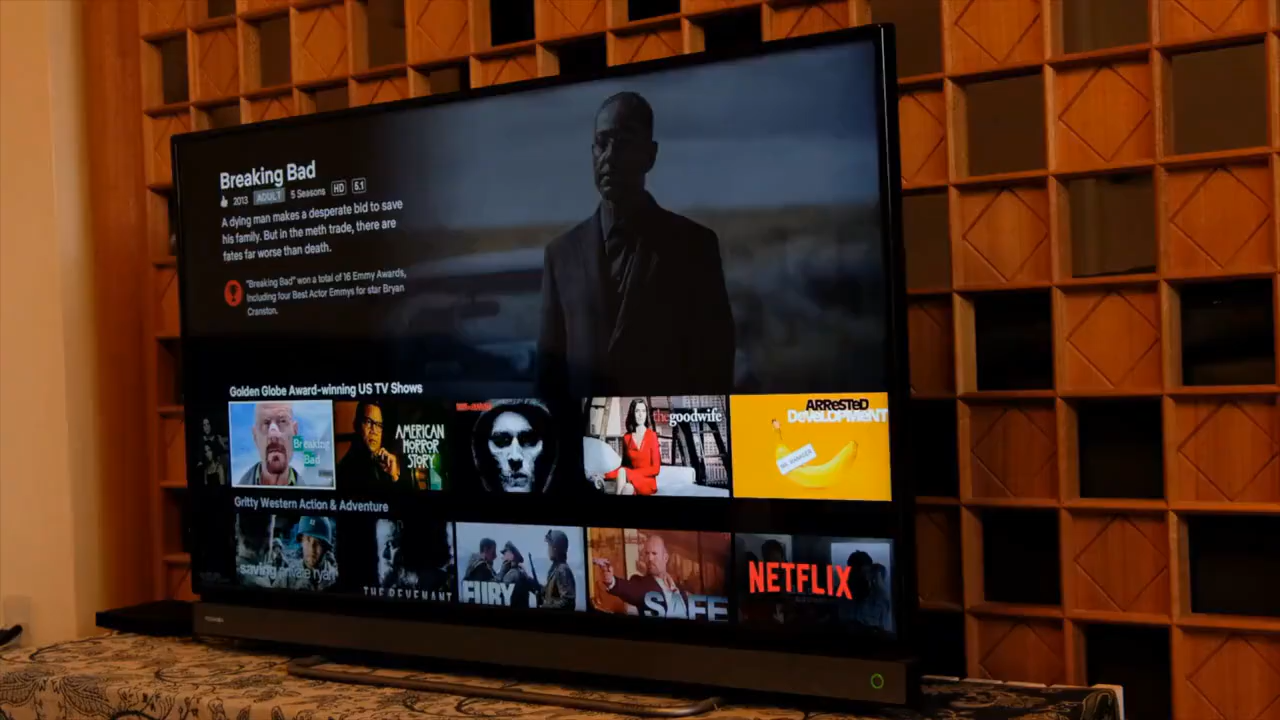 Breaking Bad
2013 ADULT 5 Seasons HD 5.1
A dying man makes a desperate bid to save
his family. But in the meth trade, there are
fates far worse than death.
"Breaking Bad" won a total of 16 Emmy Awards,
including four Best Actor Emmys for star Bryan
Cranston.
Golden Globe Award-winning US TV Shows
Breaking
Bad
AMERICAN
HORROR
STORY
thegoodwife
ARRESTED
DEVELOPMENT
MR. MANAGER
Gritty Western Action & Adventure
saving private ryan
THE REVENANT
FURY
SAFE
NETFLIX
TOSHIBA